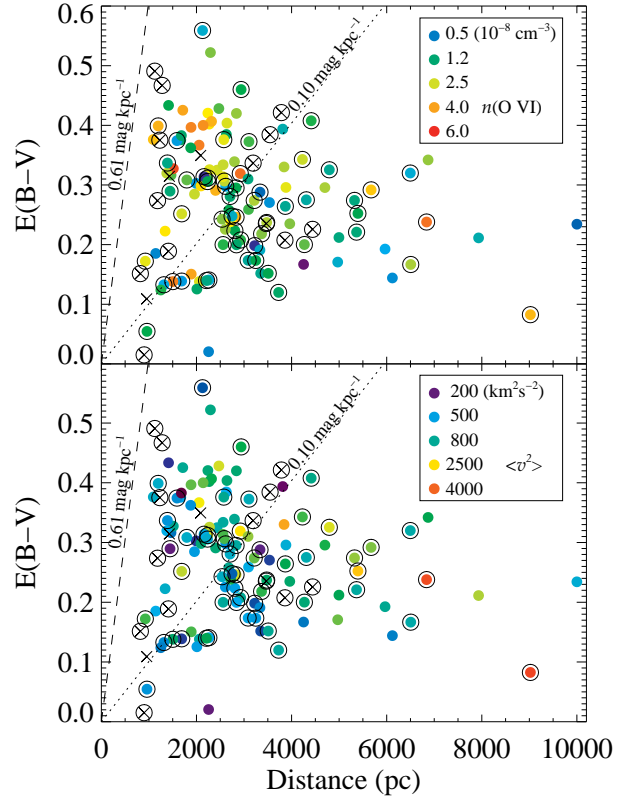 0.6
0.5
0.4
0.3
0.2
0.1
0.0
E(B−V)
0.61 mag kpc⁻¹
0.10 mag kpc⁻¹
0.5 (10⁻⁸ cm⁻³)
1.2
2.5
4.0 n(O VI)
6.0
0.5
0.4
0.3
0.2
0.1
0.0
E(B−V)
0.61 mag kpc⁻¹
0.10 mag kpc⁻¹
200 (km²s⁻²)
500
800
2500 <v²>
4000
0 2000 4000 6000 8000 10000
Distance (pc)